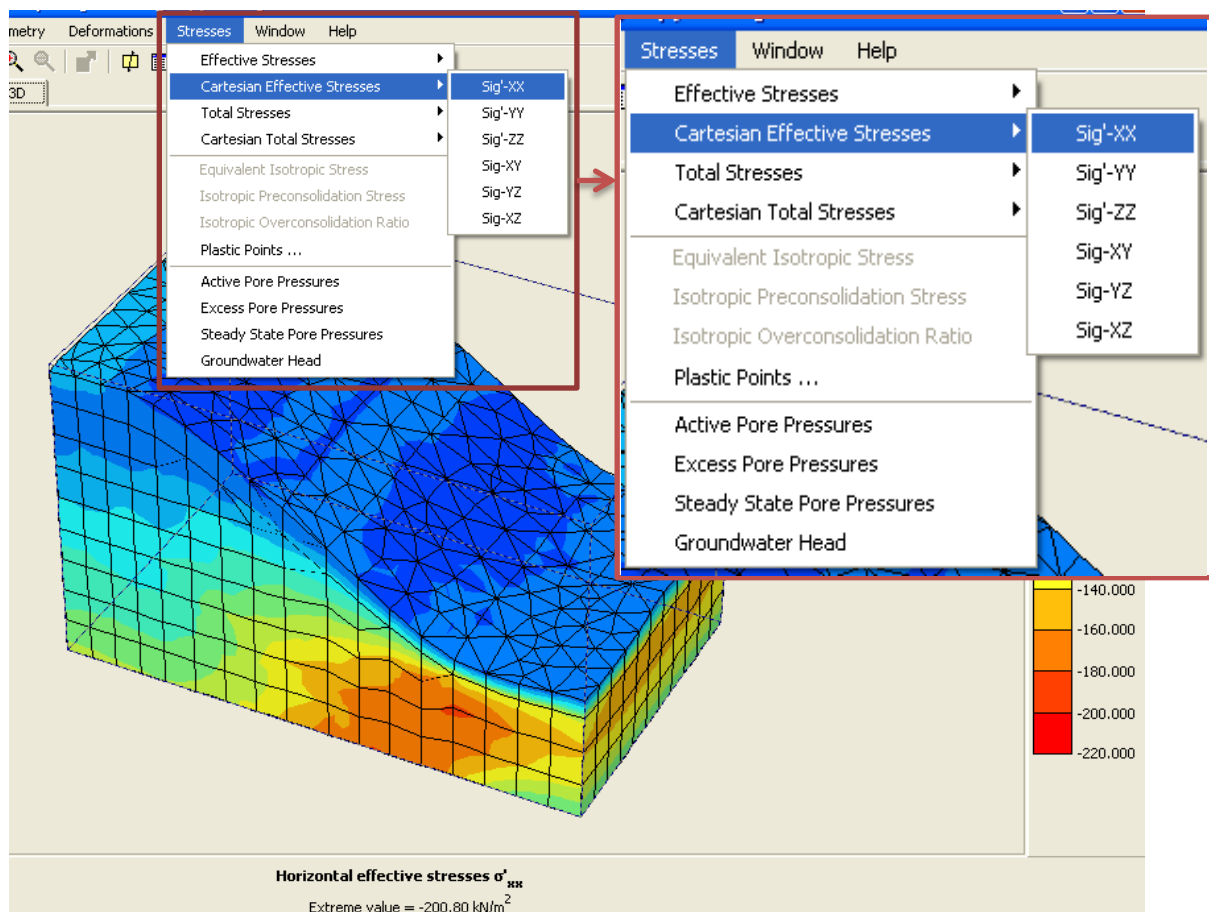 metry Deformations Stresses Window Help
3D
Effective Stresses
Cartesian Effective Stresses
Total Stresses
Cartesian Total Stresses
Equivalent Isotropic Stress
Isotropic Preconsolidation Stress
Isotropic Overconsolidation Ratio
Plastic Points ...
Active Pore Pressures
Excess Pore Pressures
Steady State Pore Pressures
Groundwater Head
Sig'-XX
Sig'-YY
Sig'-ZZ
Sig-XY
Sig-YZ
Sig-XZ
Stresses Window Help
Effective Stresses
Cartesian Effective Stresses
Total Stresses
Cartesian Total Stresses
Equivalent Isotropic Stress
Isotropic Preconsolidation Stress
Isotropic Overconsolidation Ratio
Plastic Points ...
Active Pore Pressures
Excess Pore Pressures
Steady State Pore Pressures
Groundwater Head
Sig'-XX
Sig'-YY
Sig'-ZZ
Sig-XY
Sig-YZ
Sig-XZ
-140.000
-160.000
-180.000
-200.000
-220.000
Horizontal effective stresses σ'xx
Extreme value = -200.80 kN/m²